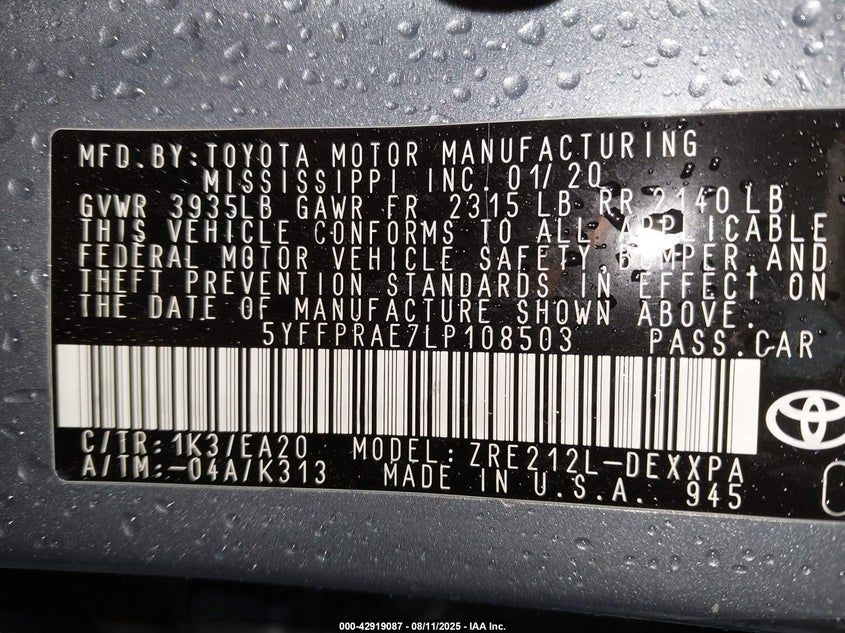 MFD.BY:TOYOTA MOTOR MANUFACTURING
MISSISSIPPI INC. 01/20
GVWR 3935LB GAWR FR 2315 LB RR 2140 LB
THIS VEHICLE CONFORMS TO ALL APPLICABLE
FEDERAL MOTOR VEHICLE SAFETY,BUMPER,AND
THEFT PREVENTION STANDARDS IN EFFECT ON
THE DATE OF MANUFACTURE SHOWN ABOVE.
5YFFPRAE7LP108503 PASS.CAR
C/TR:1K3/EA20 MODEL:ZRE212L-DEXXPA
A/TM:-04A/K313 MADE IN U.S.A. 945
000-42919087 - 08/11/2025 - IAA Inc.